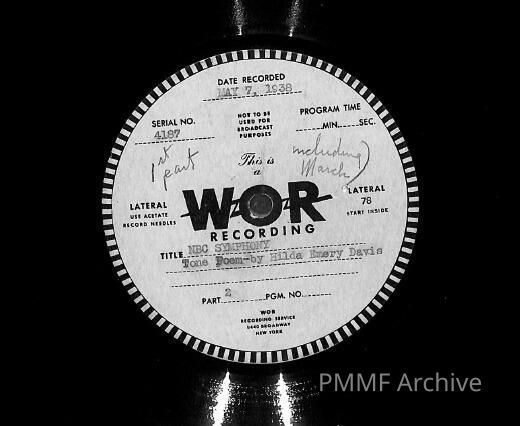 DATE RECORDED
MAY 7, 1938
SERIAL NO.
4187
NOT TO BE
USED FOR
BROADCAST
PURPOSES
PROGRAM TIME
MIN. SEC.
1st part
including March)
This is
a
LATERAL
USE ACETATE
RECORD NEEDLES
WOR
RECORDING
LATERAL
78
START INSIDE
TITLE NBC SYMPHONY
Tone Poem-by Hilda Emery Davis
PART 2 PGM. NO.
WOR
RECORDING SERVICE
1440 BROADWAY
NEW YORK
PMMF Archive